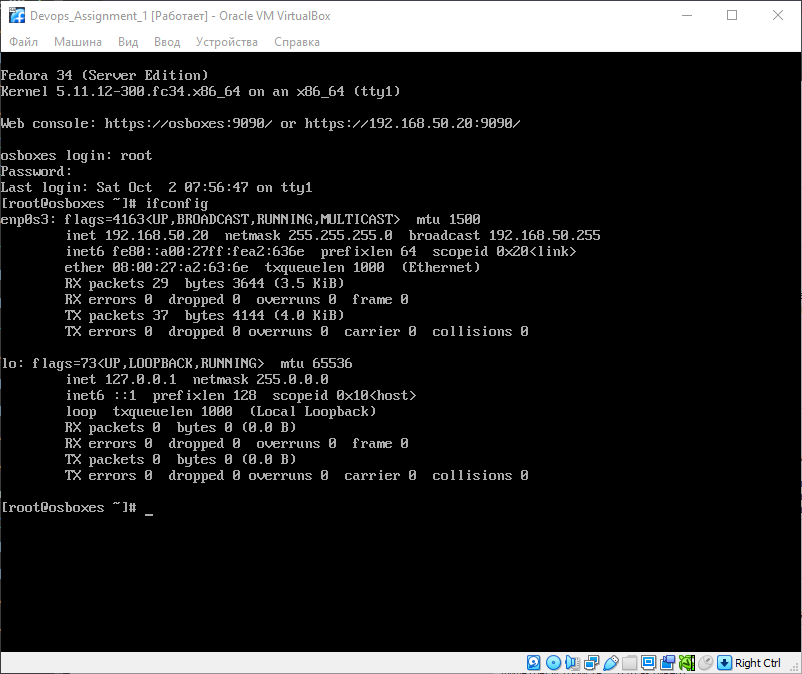 Devops_Assignment_1 [Работает] - Oracle VM VirtualBox
Файл Машина Вид Ввод Устройства Справка
Fedora 34 (Server Edition)
Kernel 5.11.12-300.fc34.x86_64 on an x86_64 (tty1)
Web console: https://osboxes:9090/ or https://192.168.50.20:9090/
osboxes login: root
Password:
Last login: Sat Oct  2 07:56:47 on tty1
[root@osboxes ~]# ifconfig
enp0s3: flags=4163<UP,BROADCAST,RUNNING,MULTICAST>  mtu 1500
        inet 192.168.50.20  netmask 255.255.255.0  broadcast 192.168.50.255
        inet6 fe80::a00:27ff:fea2:636e  prefixlen 64  scopeid 0x20<link>
        ether 08:00:27:a2:63:6e  txqueuelen 1000  (Ethernet)
        RX packets 29  bytes 3644 (3.5 KiB)
        RX errors 0  dropped 0  overruns 0  frame 0
        TX packets 37  bytes 4144 (4.0 KiB)
        TX errors 0  dropped 0 overruns 0  carrier 0  collisions 0
lo: flags=73<UP,LOOPBACK,RUNNING>  mtu 65536
        inet 127.0.0.1  netmask 255.0.0.0
        inet6 ::1  prefixlen 128  scopeid 0x10<host>
        loop  txqueuelen 1000  (Local Loopback)
        RX packets 0  bytes 0 (0.0 B)
        RX errors 0  dropped 0  overruns 0  frame 0
        TX packets 0  bytes 0 (0.0 B)
        TX errors 0  dropped 0 overruns 0  carrier 0  collisions 0
[root@osboxes ~]# _
Right Ctrl